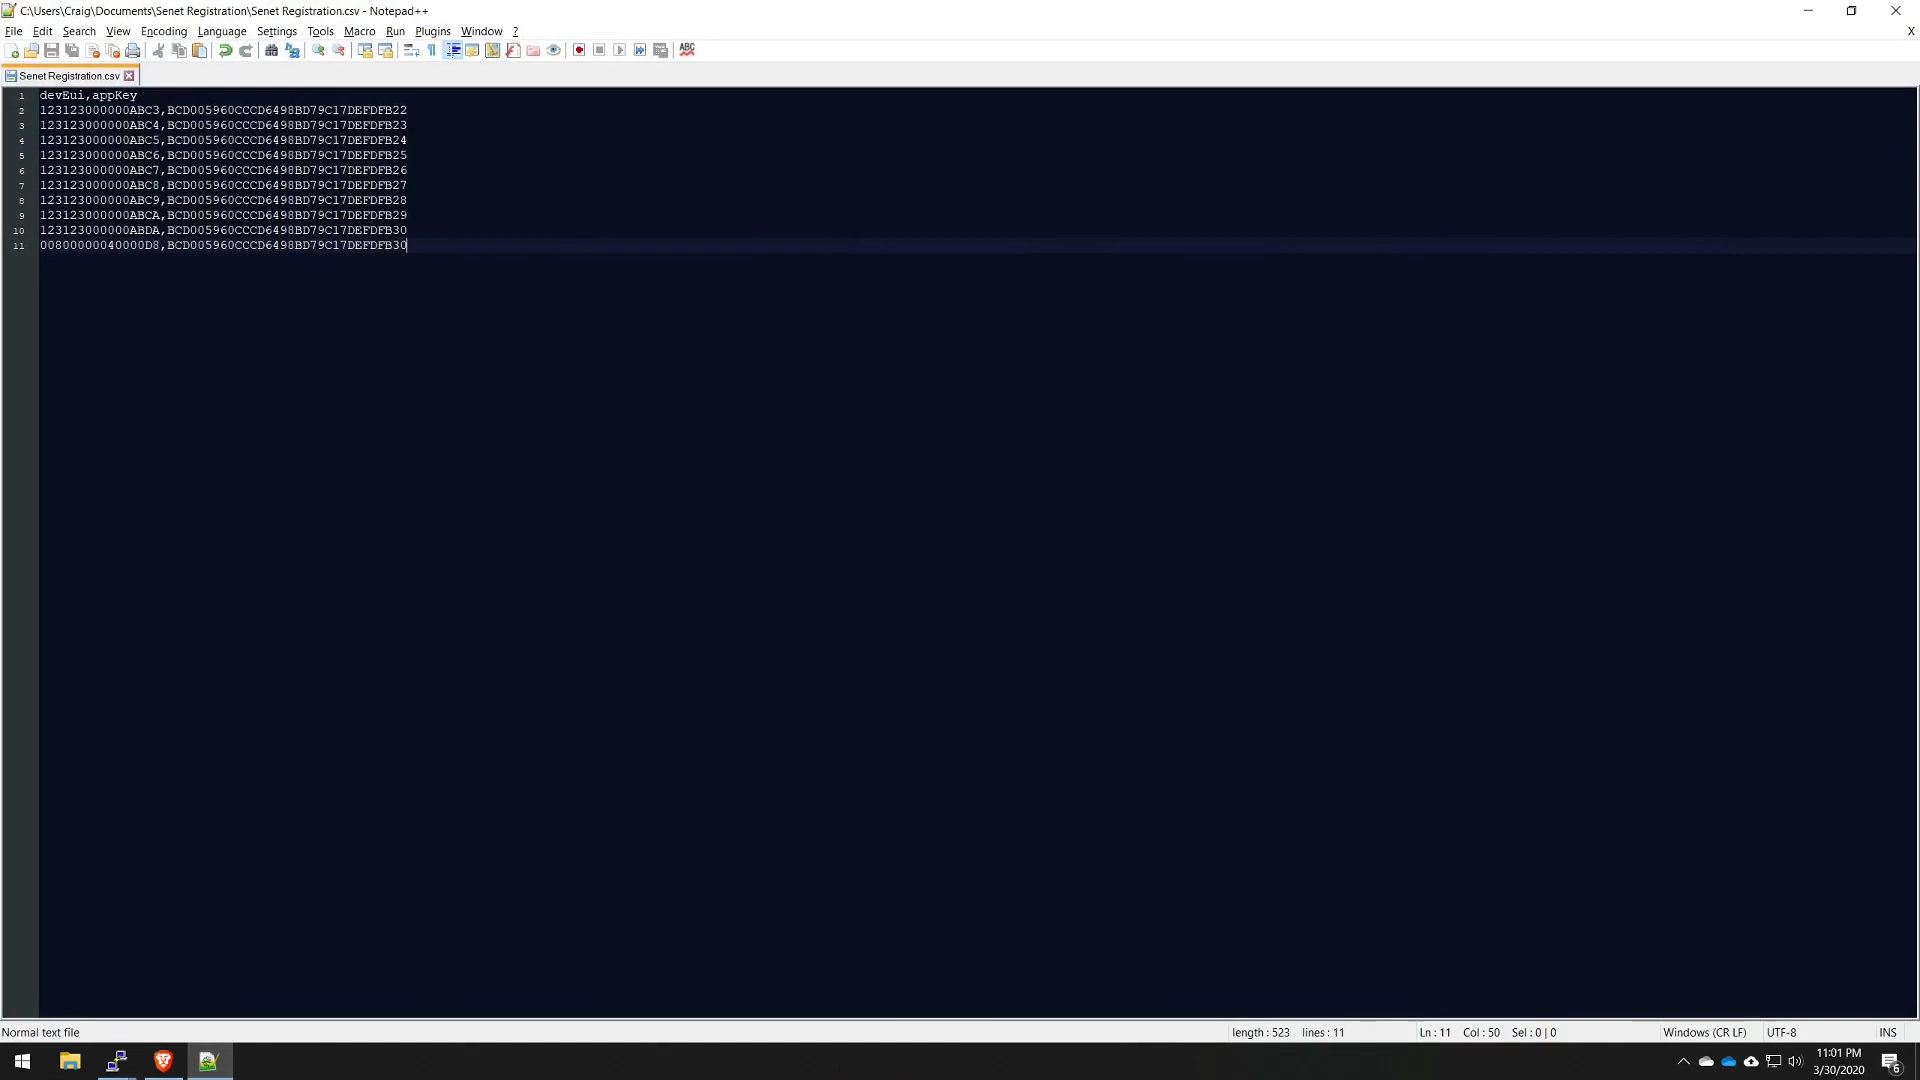 C:\Users\Craig\Documents\Senet Registration\Senet Registration.csv - Notepad++
File Edit Search View Encoding Language Settings Tools Macro Run Plugins Window ? X
ABC
Senet Registration.csv
1 devEui,appKey
2 123123000000ABC3,BCD005960CCCD6498BD79C17DEFDFB22
3 123123000000ABC4,BCD005960CCCD6498BD79C17DEFDFB23
4 123123000000ABC5,BCD005960CCCD6498BD79C17DEFDFB24
5 123123000000ABC6,BCD005960CCCD6498BD79C17DEFDFB25
6 123123000000ABC7,BCD005960CCCD6498BD79C17DEFDFB26
7 123123000000ABC8,BCD005960CCCD6498BD79C17DEFDFB27
8 123123000000ABC9,BCD005960CCCD6498BD79C17DEFDFB28
9 123123000000ABCA,BCD005960CCCD6498BD79C17DEFDFB29
10 123123000000ABDA,BCD005960CCCD6498BD79C17DEFDFB30
11 00800000040000D8,BCD005960CCCD6498BD79C17DEFDFB30
Normal text file length : 523 lines : 11 Ln : 11 Col : 50 Sel : 0 | 0 Windows (CR LF) UTF-8 INS
11:01 PM
3/30/2020
6